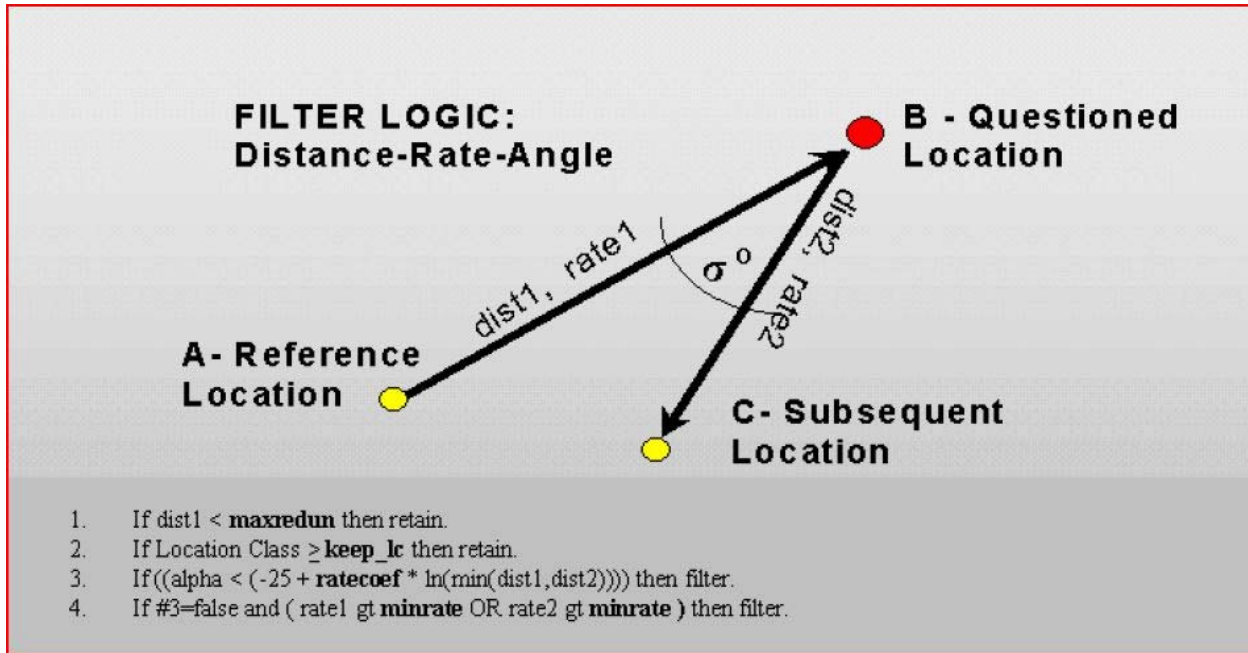 FILTER LOGIC:
Distance-Rate-Angle
B - Questioned
Location
dist1, rate1
σ °
dist2, rate2
A- Reference
Location
C- Subsequent
Location
1. If dist1 < maxredun then retain.
2. If Location Class ≥ keep_lc then retain.
3. If((alpha < (-25 + ratecoef * ln(min(dist1,dist2)))) then filter.
4. If #3=false and ( rate1 gt minrate OR rate2 gt minrate ) then filter.